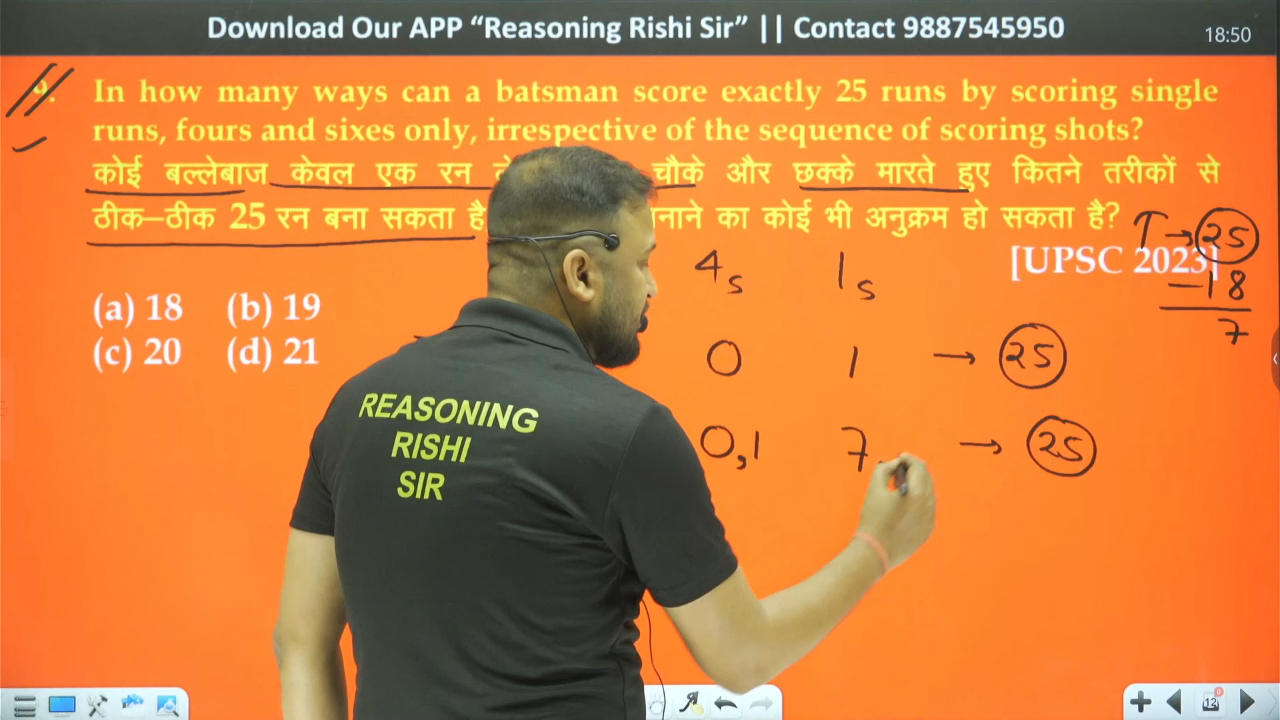 Download Our APP “Reasoning Rishi Sir” || Contact 9887545950
18:50
9. In how many ways can a batsman score exactly 25 runs by scoring single
runs, fours and sixes only, irrespective of the sequence of scoring shots?
कोई बल्लेबाज केवल एक रन चौके और छक्के मारते हुए कितने तरीकों से
ठीक–ठीक 25 रन बना सकता है का कोई भी अनुक्रम हो सकता है?
[UPSC 2023]
T → 25
–18
7
(a) 18 (b) 19
(c) 20 (d) 21
4s 1s
0 1 → 25
0,1 7 → 25
REASONING
RISHI
SIR
12